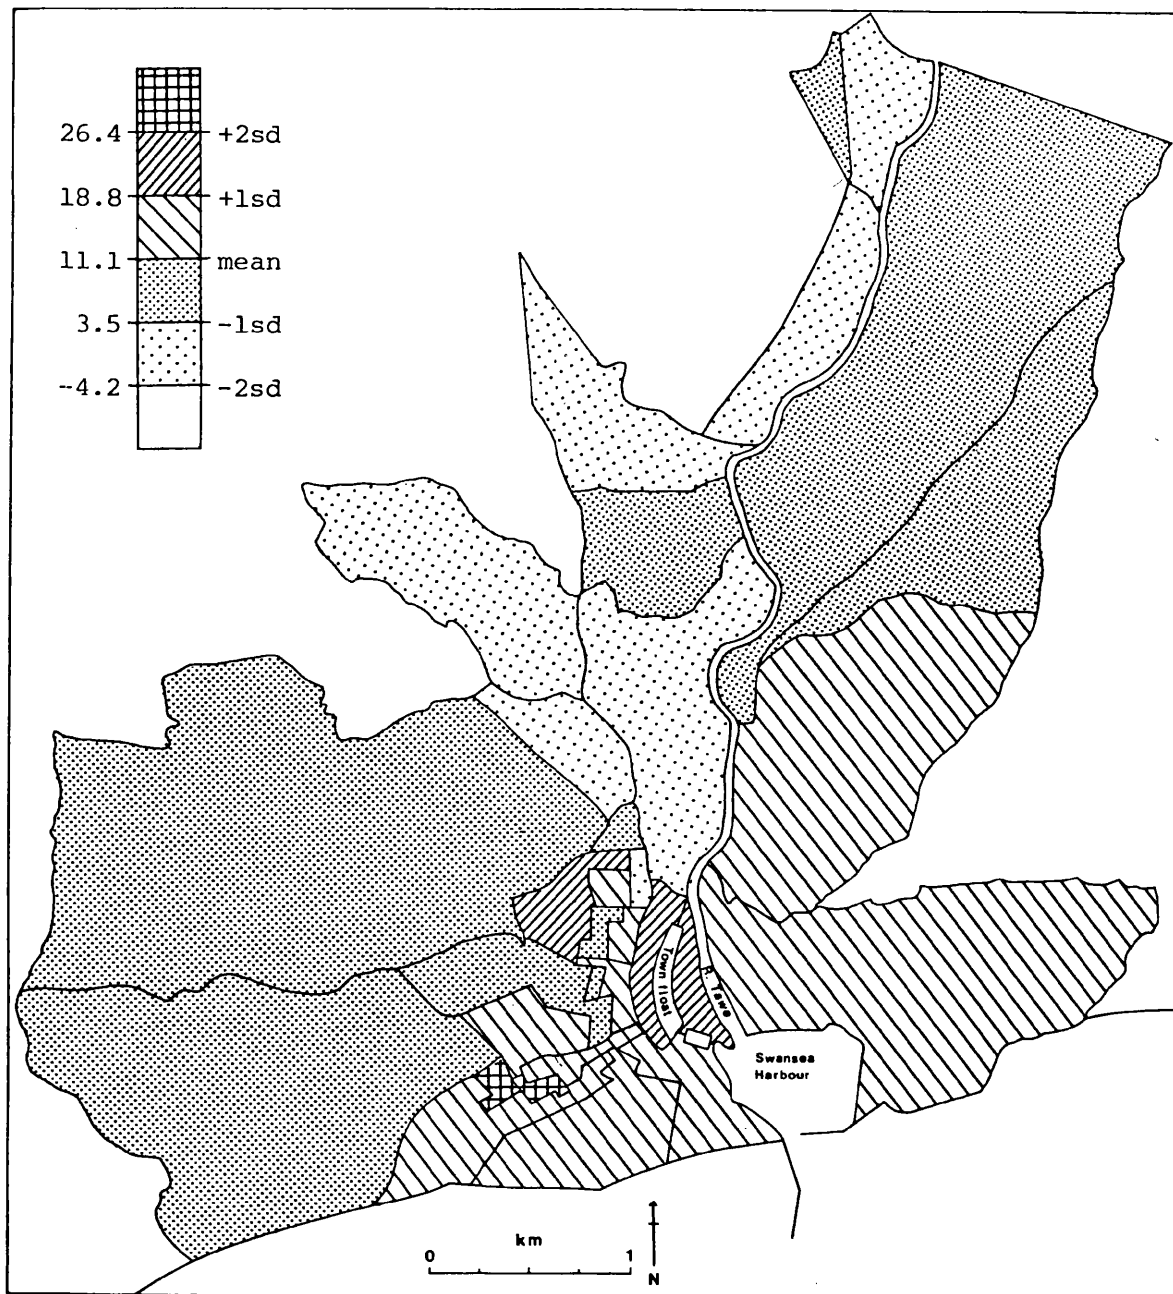 26.4 +2sd
18.8 +1sd
11.1 mean
3.5 -1sd
-4.2 -2sd
Town Float
R. Tawe
Swansea
Harbour
km
0 1
N